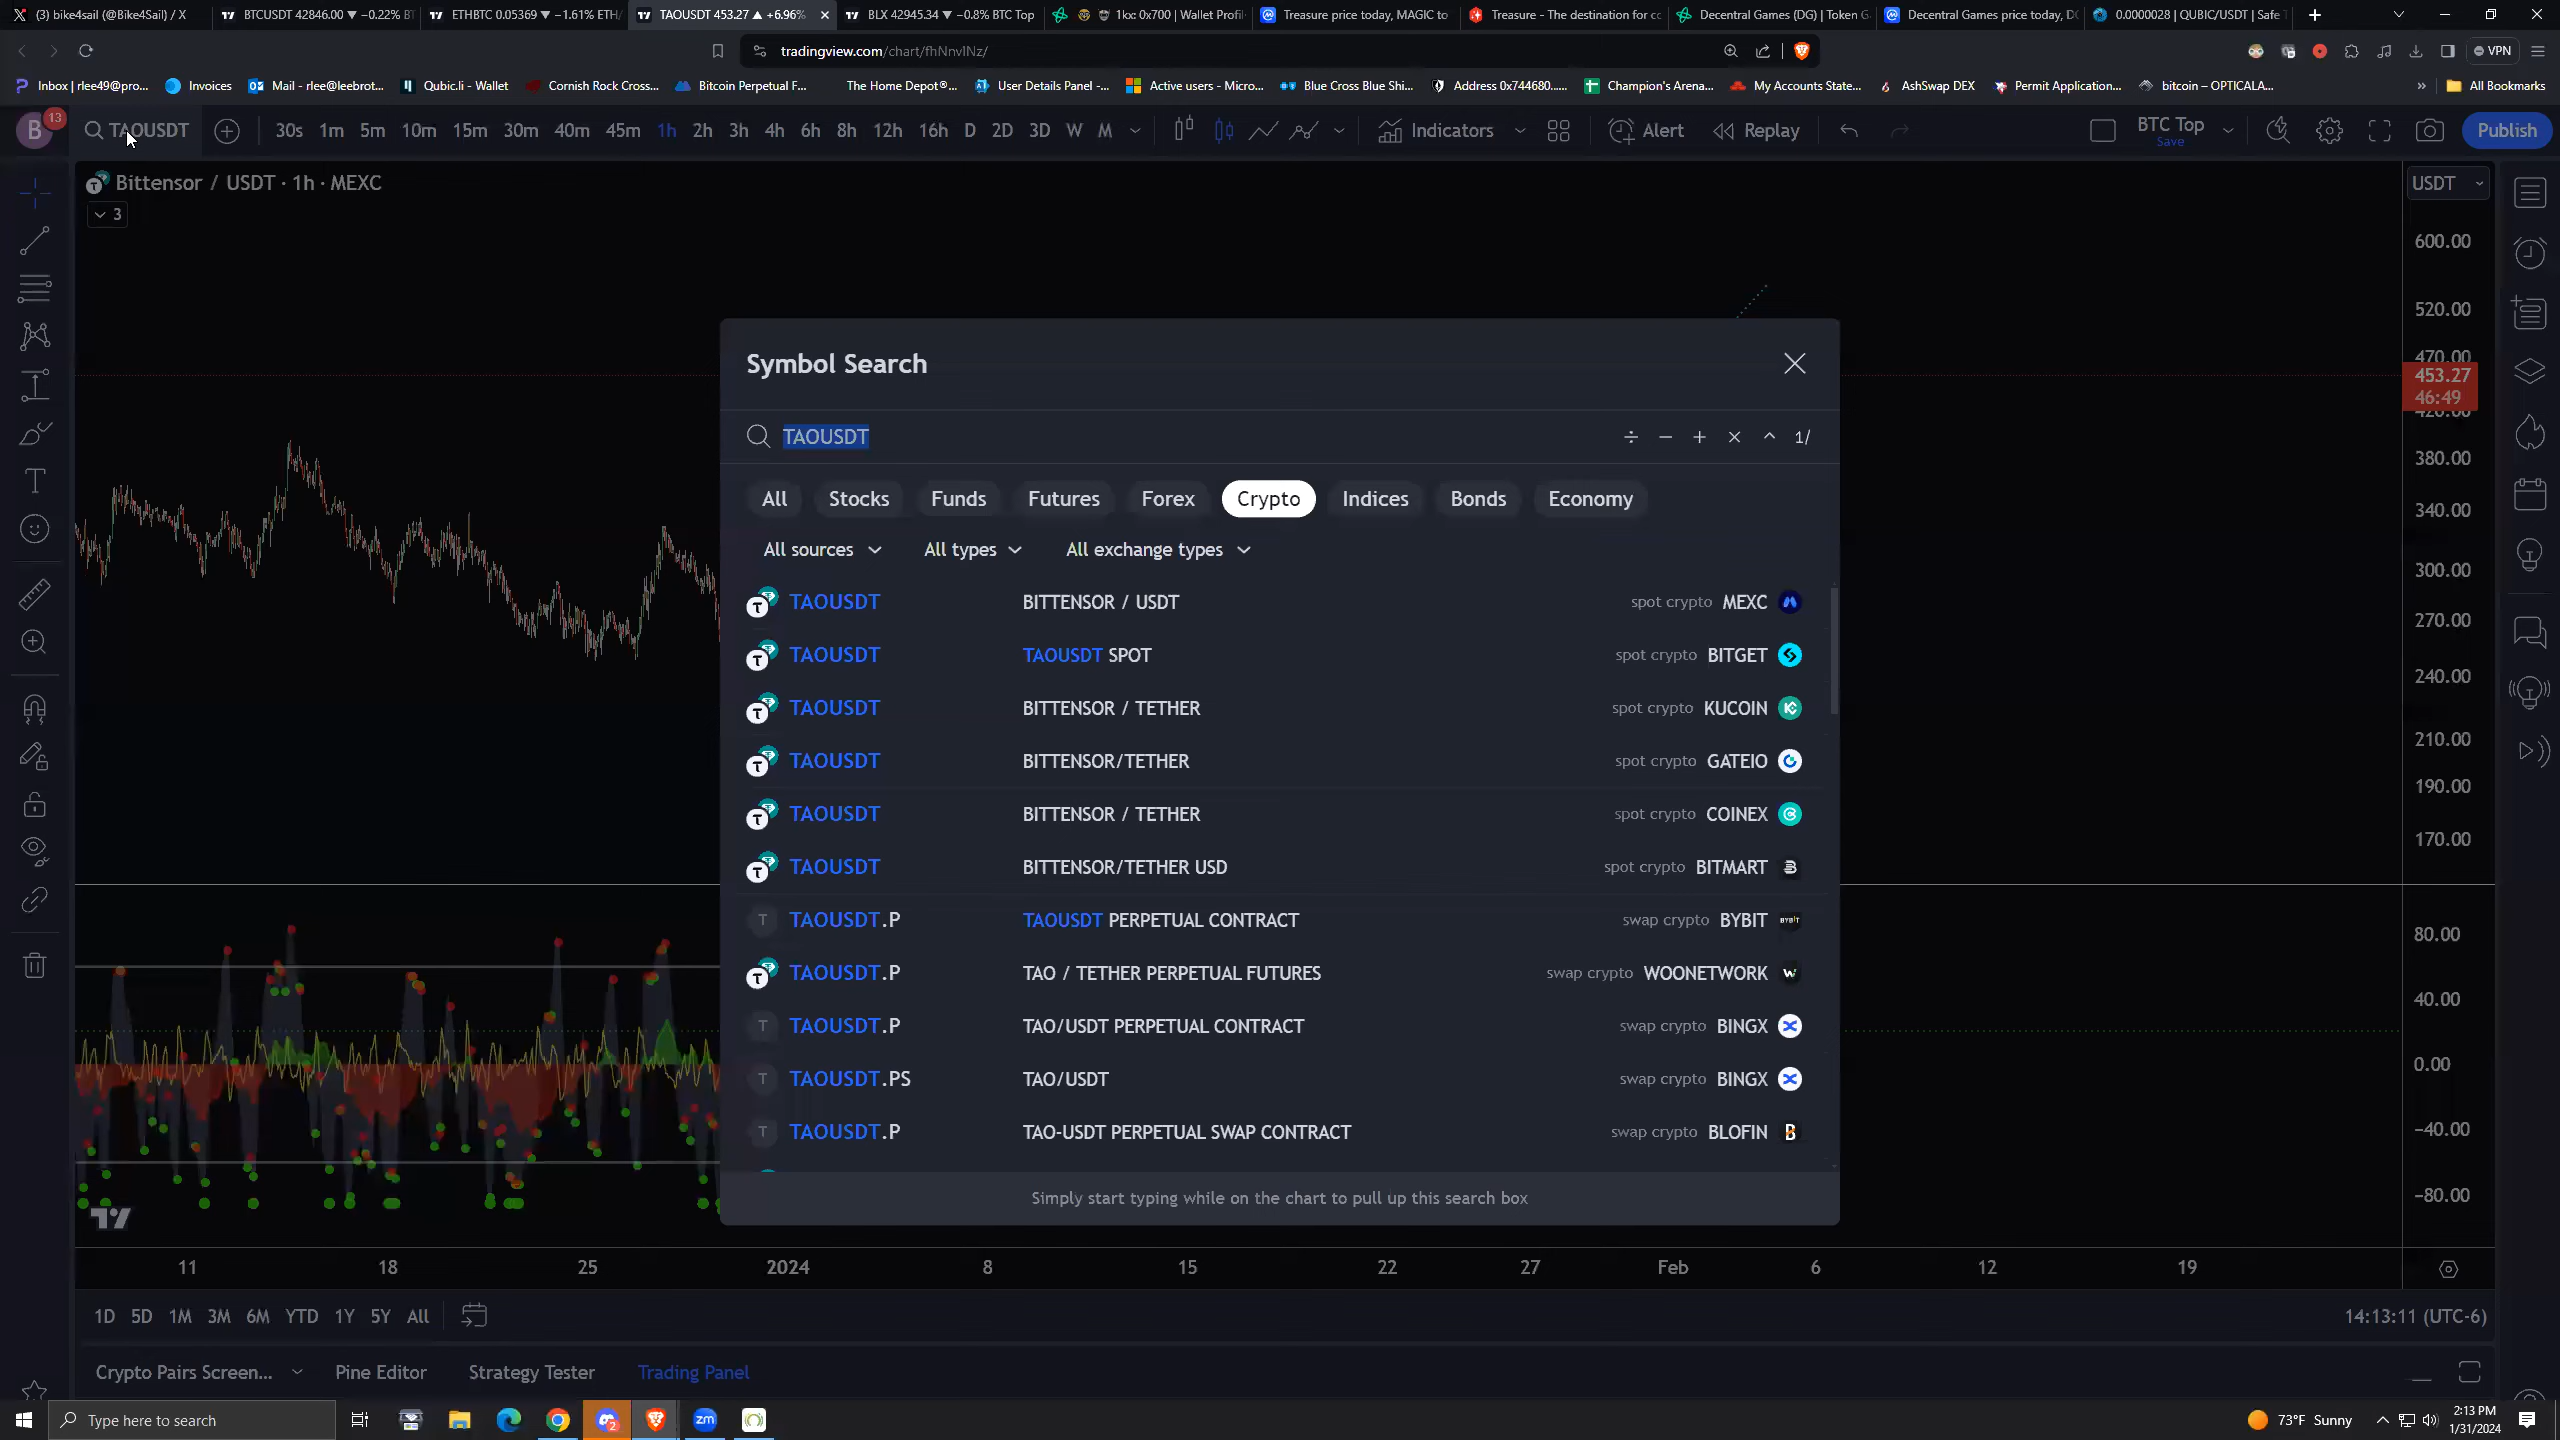 (3) bike4sail (@Bike4Sail) / X
BTCUSDT 42846.00 ▼ −0.22% B
ETHBTC 0.05369 ▼ −1.61% ETH/
TAOUSDT 453.27 ▲ +6.96%
BLX 42945.34 ▼ −0.8% BTC Top
1kx: 0x700 | Wallet Profil
Treasure price today, MAGIC to
Treasure - The destination for cc
Decentral Games (DG) | Token G
Decentral Games price today, D
0.0000028 | QUBIC/USDT | Safe T
tradingview.com/chart/fhNnvINz/
VPN
Inbox | rlee49@pro...
Invoices
Mail - rlee@leebrot...
Qubic.li - Wallet
Cornish Rock Cross...
Bitcoin Perpetual F...
The Home Depot®...
User Details Panel -...
Active users - Micro...
Blue Cross Blue Shi...
Address 0x744680......
Champion's Arena...
My Accounts State...
AshSwap DEX
Permit Application...
bitcoin – OPTICALA...
»
All Bookmarks
B
13
TAOUSDT
30s 1m 5m 10m 15m 30m 40m 45m 1h 2h 3h 4h 6h 8h 12h 16h D 2D 3D W M
Indicators
Alert
Replay
BTC Top
Save
Publish
Bittensor / USDT · 1h · MEXC
3
USDT
600.00
520.00
470.00
453.27
46:49
420.00
380.00
340.00
300.00
270.00
240.00
210.00
190.00
170.00
80.00
40.00
0.00
−40.00
−80.00
Symbol Search
TAOUSDT
÷ − + × ^ 1/
All Stocks Funds Futures Forex Crypto Indices Bonds Economy
All sources All types All exchange types
TAOUSDT BITTENSOR / USDT spot crypto MEXC
TAOUSDT TAOUSDT SPOT spot crypto BITGET
TAOUSDT BITTENSOR / TETHER spot crypto KUCOIN
TAOUSDT BITTENSOR/TETHER spot crypto GATEIO
TAOUSDT BITTENSOR / TETHER spot crypto COINEX
TAOUSDT BITTENSOR/TETHER USD spot crypto BITMART
TAOUSDT.P TAOUSDT PERPETUAL CONTRACT swap crypto BYBIT
TAOUSDT.P TAO / TETHER PERPETUAL FUTURES swap crypto WOONETWORK
TAOUSDT.P TAO/USDT PERPETUAL CONTRACT swap crypto BINGX
TAOUSDT.PS TAO/USDT swap crypto BINGX
TAOUSDT.P TAO-USDT PERPETUAL SWAP CONTRACT swap crypto BLOFIN
Simply start typing while on the chart to pull up this search box
11 18 25 2024 8 15 22 27 Feb 6 12 19
1D 5D 1M 3M 6M YTD 1Y 5Y All
14:13:11 (UTC-6)
Crypto Pairs Screen...
Pine Editor
Strategy Tester
Trading Panel
Type here to search
2
zm
73°F Sunny
2:13 PM
1/31/2024